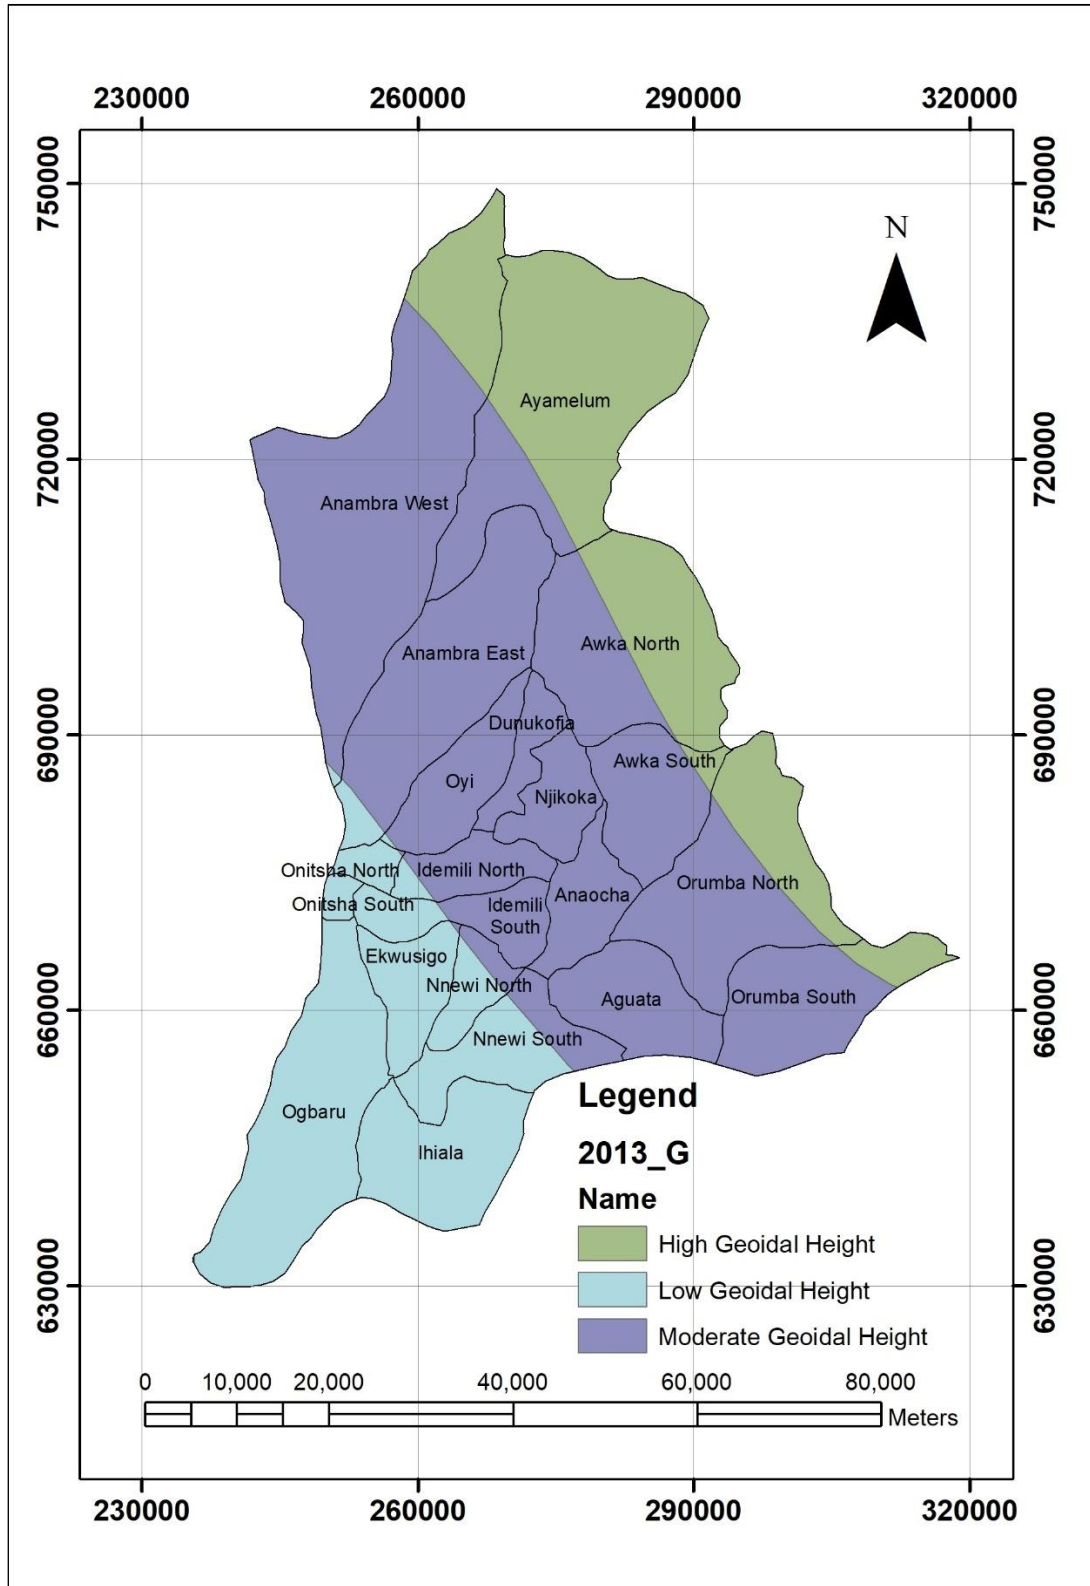 230000 260000 290000 320000
750000 750000
N
Ayamelum
720000 720000
Anambra West
Anambra East
Awka North
Dunukofia
690000 690000
Awka South
Oyi
Njikoka
Onitsha North
Idemili North
Orumba North
Anaocha
Onitsha South
Idemili
South
Ekwusigo
Nnewi North
Aguata
Orumba South
660000 660000
Nnewi South
Ogbaru
Ihiala
Legend
2013_G
Name
High Geoidal Height
630000 630000
Low Geoidal Height
Moderate Geoidal Height
0 10,000 20,000 40,000 60,000 80,000
Meters
230000 260000 290000 320000